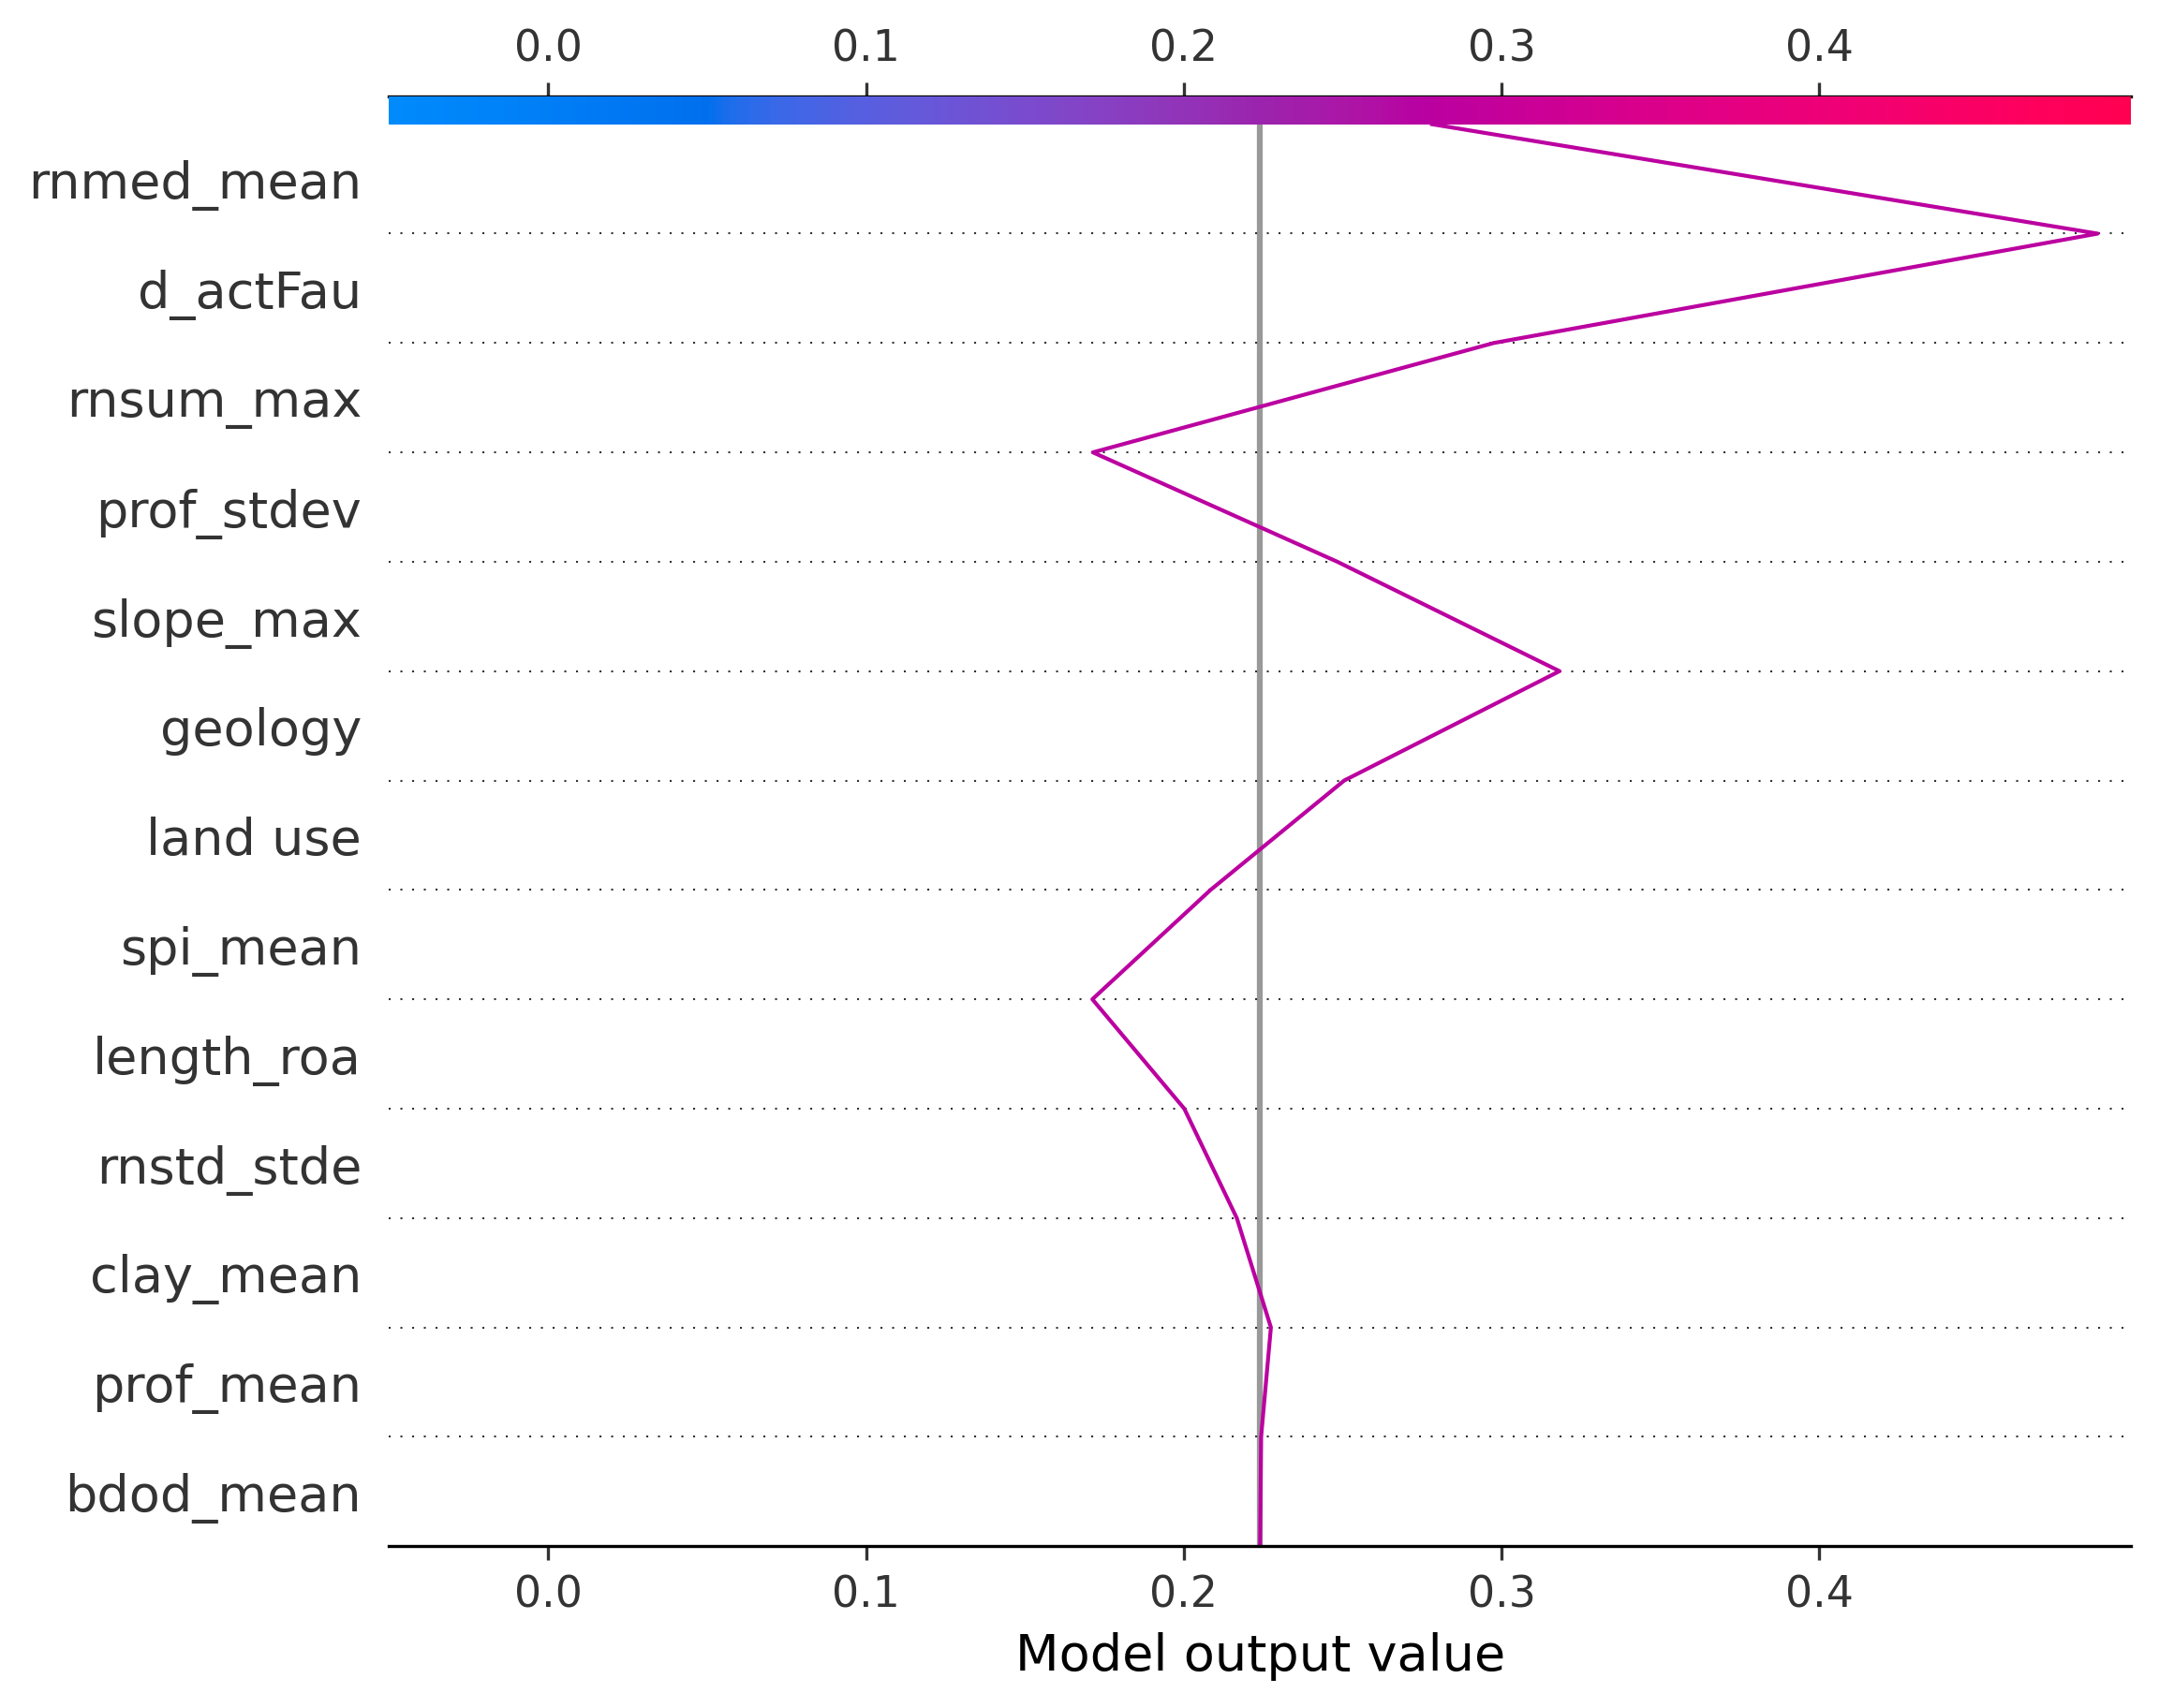 0.0 0.1 0.2 0.3 0.4
rnmed_mean
d_actFau
rnsum_max
prof_stdev
slope_max
geology
land use
spi_mean
length_roa
rnstd_stde
clay_mean
prof_mean
bdod_mean
0.0 0.1 0.2 0.3 0.4
Model output value